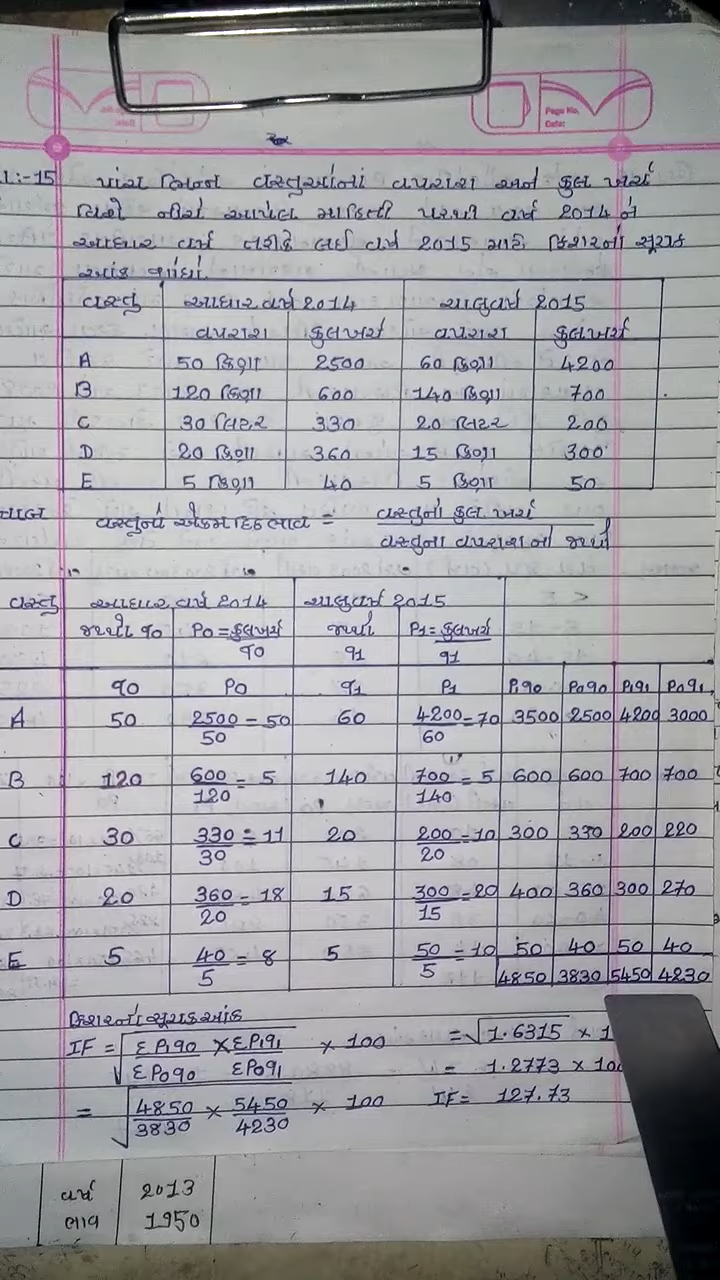 Page No.
Date:
1:-15 પાંચ ભિન્ન વસ્તુઓનાં વપરાશ અને કુલ ખર્ચ
વિશે નીચે આપેલ માહિતી પરથી વર્ષ 2014 ને
આધાર વર્ષ તરીકે લઇ વર્ષ 2015 માટે ફિશરનો સૂચક
આંક શોધો.
વસ્તુ આધાર વર્ષ 2014 ચાલુવર્ષ 2015
વપરાશ કુલખર્ચ વપરાશ કુલખર્ચ
A 50 કિગ્રા 2500 60 કિગ્રા 4200
B 120 કિગ્રા 600 140 કિગ્રા 700
C 30 લિટર 330 20 લિટર 200
D 20 કિગ્રા 360 15 કિગ્રા 300
E 5 કિગ્રા 40 5 કિગ્રા 50
વસ્તુનો એકમદિઠ ભાવ = વસ્તુનો કુલ ખર્ચ
વસ્તુના વપરાશનો જથ્થો
વસ્તુ આધાર વર્ષ 2014 ચાલુવર્ષ 2015
જથ્થો q0 P0 = કુલખર્ચ/q0 જથ્થો q1 P1 = કુલખર્ચ/q1
q0 P0 q1 P1 P1q0 P0q0 P1q1 P0q1
A 50 2500/50 = 50 60 4200/60 = 70 3500 2500 4200 3000
B 120 600/120 = 5 140 700/140 = 5 600 600 700 700
C 30 330/30 = 11 20 200/20 = 10 300 330 200 220
D 20 360/20 = 18 15 300/15 = 20 400 360 300 270
E 5 40/5 = 8 5 50/5 = 10 50 40 50 40
4850 3830 5450 4230
ફિશરનો સૂચકઆંક
IF = √(ΣP1q0/ΣP0q0 × ΣP1q1/ΣP0q1) × 100
= √(4850/3830 × 5450/4230) × 100
= √1.6315 × 1
= 1.2773 × 100
IF = 127.73
વર્ષ 2013
ભાવ 1950